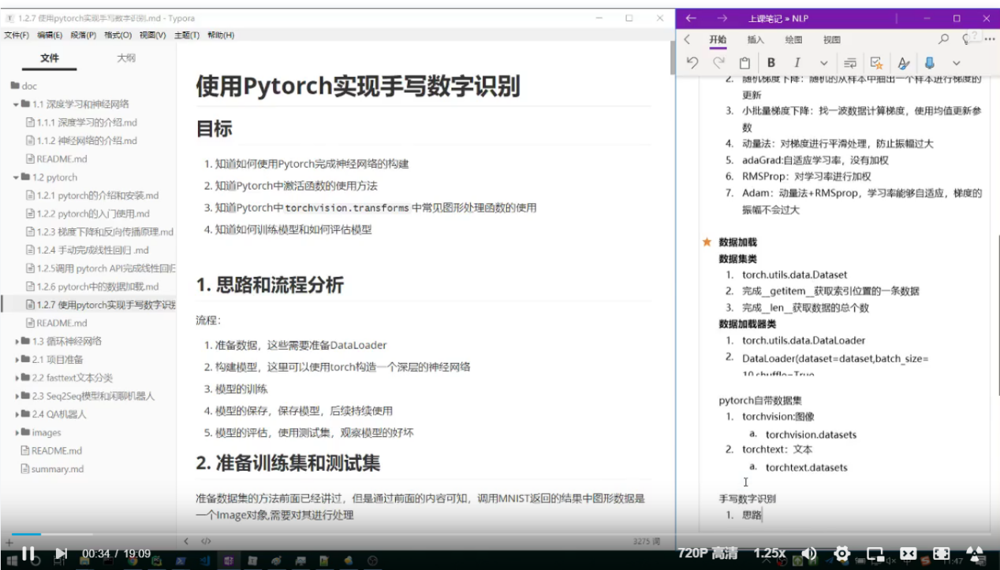 1.2.7 使用pytorch实现手写数字识别.md - Typora
文件(F) 编辑(E) 段落(P) 格式(O) 视图(V) 主题(T) 帮助(H)
文件 大纲
doc
1.1 深度学习和神经网络
1.1.1 深度学习的介绍.md
1.1.2 神经网络的介绍.md
README.md
1.2 pytorch
1.2.1 pytorch的介绍和安装.md
1.2.2 pytorch的入门使用.md
1.2.3 梯度下降和反向传播原理.md
1.2.4 手动完成线性回归 .md
1.2.5调用 pytorch API完成线性回归
1.2.6 pytorch中的数据加载.md
1.2.7 使用pytorch实现手写数字识
README.md
1.3 循环神经网络
2.1 项目准备
2.2 fasttext文本分类
2.3 Seq2Seq模型和闲聊机器人
2.4 QA机器人
images
README.md
summary.md
使用Pytorch实现手写数字识别
目标
1. 知道如何使用Pytorch完成神经网络的构建
2. 知道Pytorch中激活函数的使用方法
3. 知道Pytorch中torchvision.transforms中常见图形处理函数的使用
4. 知道如何训练模型和如何评估模型
1. 思路和流程分析
流程：
1. 准备数据，这些需要准备DataLoader
2. 构建模型，这里可以使用torch构造一个深层的神经网络
3. 模型的训练
4. 模型的保存，保存模型，后续持续使用
5. 模型的评估，使用测试集，观察模型的好坏
2. 准备训练集和测试集
准备数据集的方法前面已经讲过，但是通过前面的内容可知，调用MNIST返回的结果中图形数据是
一个Image对象,需要对其进行处理
3275 词
上课笔记 » NLP
开始 插入 绘图 视图
B I
2. 随机梯度下降：随机的从样本中抽出一个样本进行梯度的
更新
3. 小批量梯度下降：找一波数据计算梯度，使用均值更新参
数
4. 动量法：对梯度进行平滑处理，防止振幅过大
5. adaGrad:自适应学习率，没有加权
6. RMSProp：对学习率进行加权
7. Adam：动量法+RMSprop，学习率能够自适应，梯度的
振幅不会过大
数据加载
数据集类
1. torch.utils.data.Dataset
2. 完成__getitem__获取索引位置的一条数据
3. 完成__len__获取数据的总个数
数据加载器类
1. torch.utils.data.DataLoader
2. DataLoader(dataset=dataset,batch_size=
10,shuffle=True
pytorch自带数据集
1. torchvision:图像
a. torchvision.datasets
2. torchtext：文本
a. torchtext.datasets
手写数字识别
1. 思路
00:34 / 19:09
720P 高清 1.25x